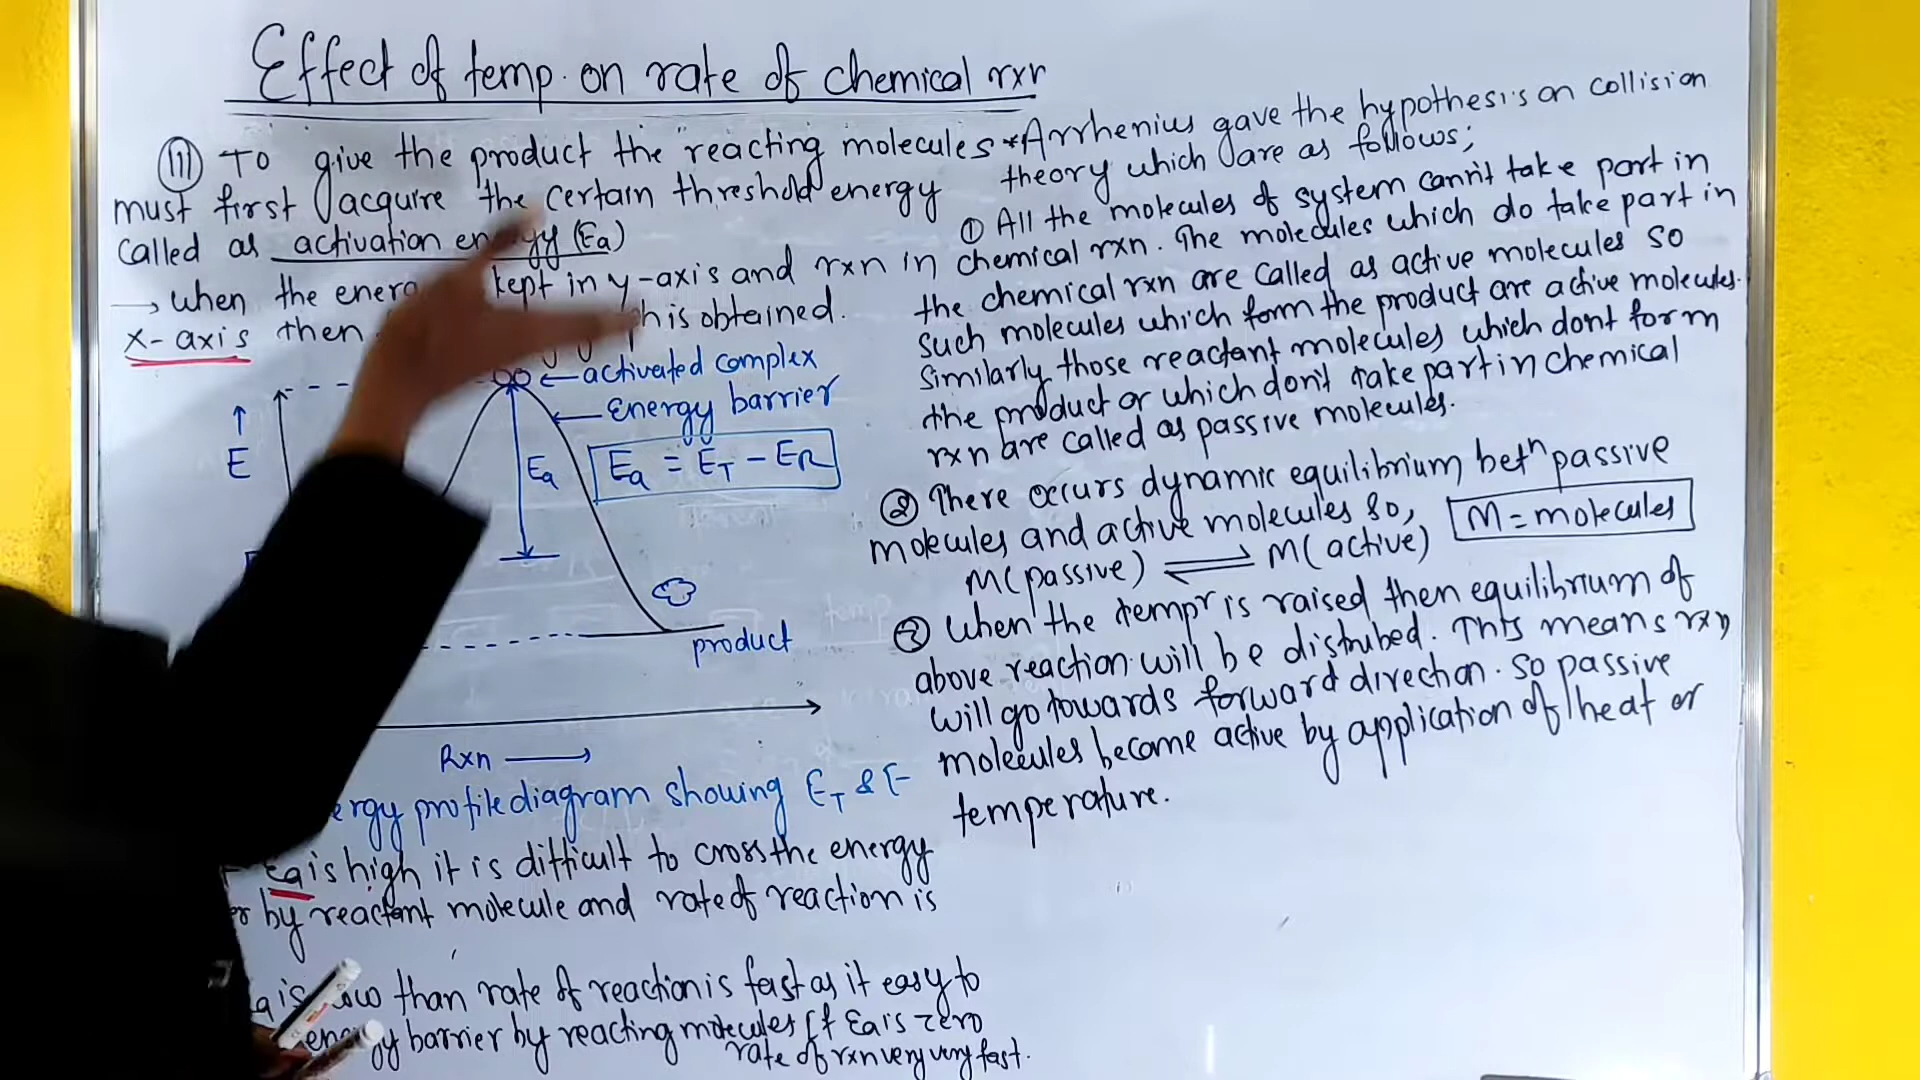 Effect of temp. on rate of chemical rxn
(III) To give the product the reacting molecules
must first acquire the certain threshold energy
called as activation energy (Ea)
→ when the energy kept in y-axis and rxn in
x-axis then is obtained.
activated complex
Energy barrier
E
Ea
Ea = ET - ER
product
Rxn →
profile diagram showing ET &
Ea is high it is difficult to cross the energy
by reactant molecule and rate of reaction is
is low than rate of reaction is fast as it easy to
energy barrier by reacting molecules If Ea is zero
rate of rxn very very fast.
*Arrhenius gave the hypothesis on collision
theory which are as follows;
① All the molecules of system cann't take part in
chemical rxn. The molecules which do take part in
the chemical rxn are called as active molecules so
such molecules which form the product are active molecules.
Similarly those reactant molecules which dont form
the product or which don't take part in chemical
rxn are called as passive molecules.
② There occurs dynamic equilibrium betn passive
molecules and active molecules so,
M = molecules
M(passive) ⇌ M(active)
③ When the tempr is raised then equilibrium of
above reaction will be distrubed. This means rxn
will go towards forward direction. so passive
molecules become active by application of heat or
temperature.